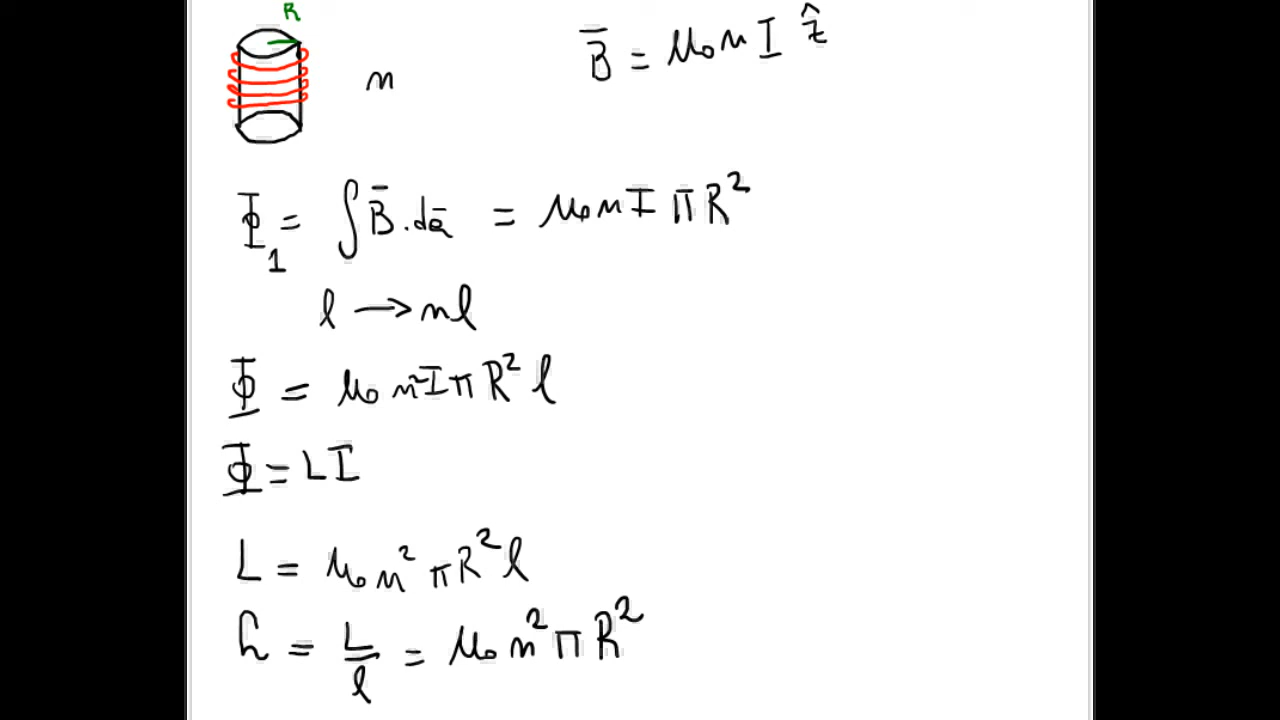 R
n
B̄ = μ₀ n I ẑ
Φ₁ = ∫ B̄ . dā = μ₀ n I π R²
l → nl
Φ = μ₀ n² I π R² l
Φ = L I
L = μ₀ n² π R² l
= L/l = μ₀ n² π R²